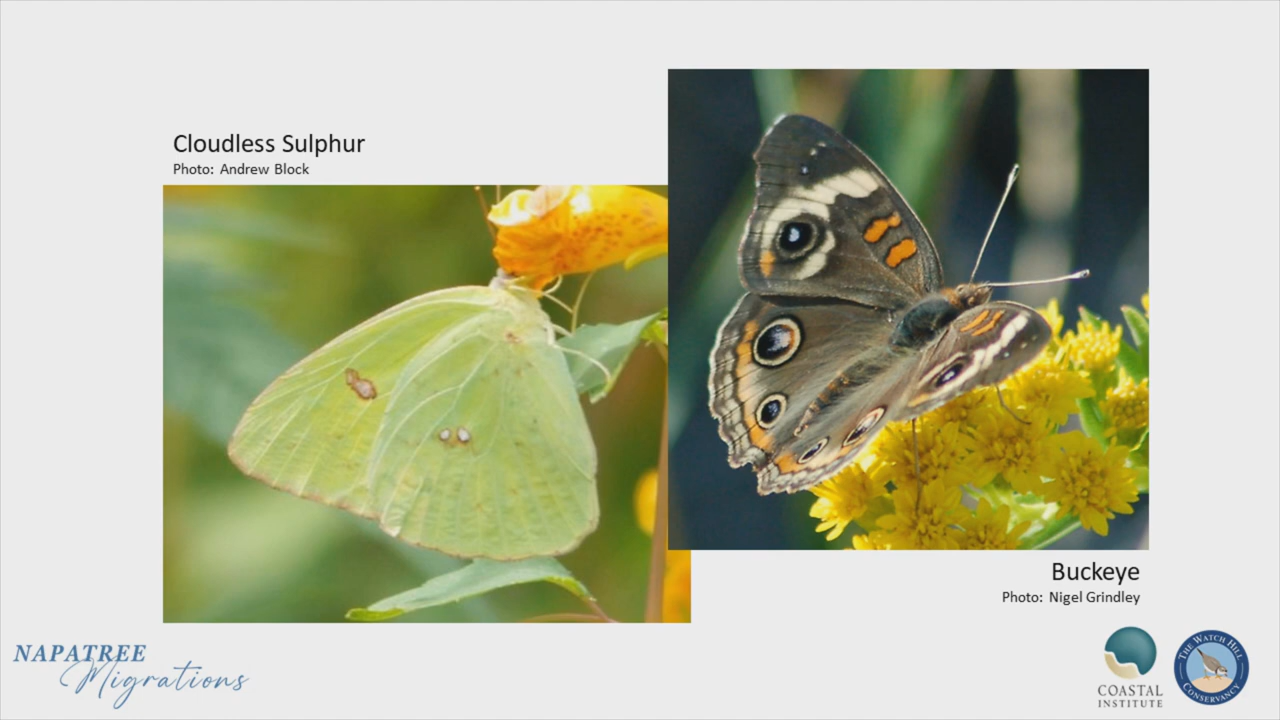 Cloudless Sulphur
Photo: Andrew Block
Buckeye
Photo: Nigel Grindley
NAPATREE
Migrations
COASTAL
INSTITUTE
THE WATCH HILL
CONSERVANCY